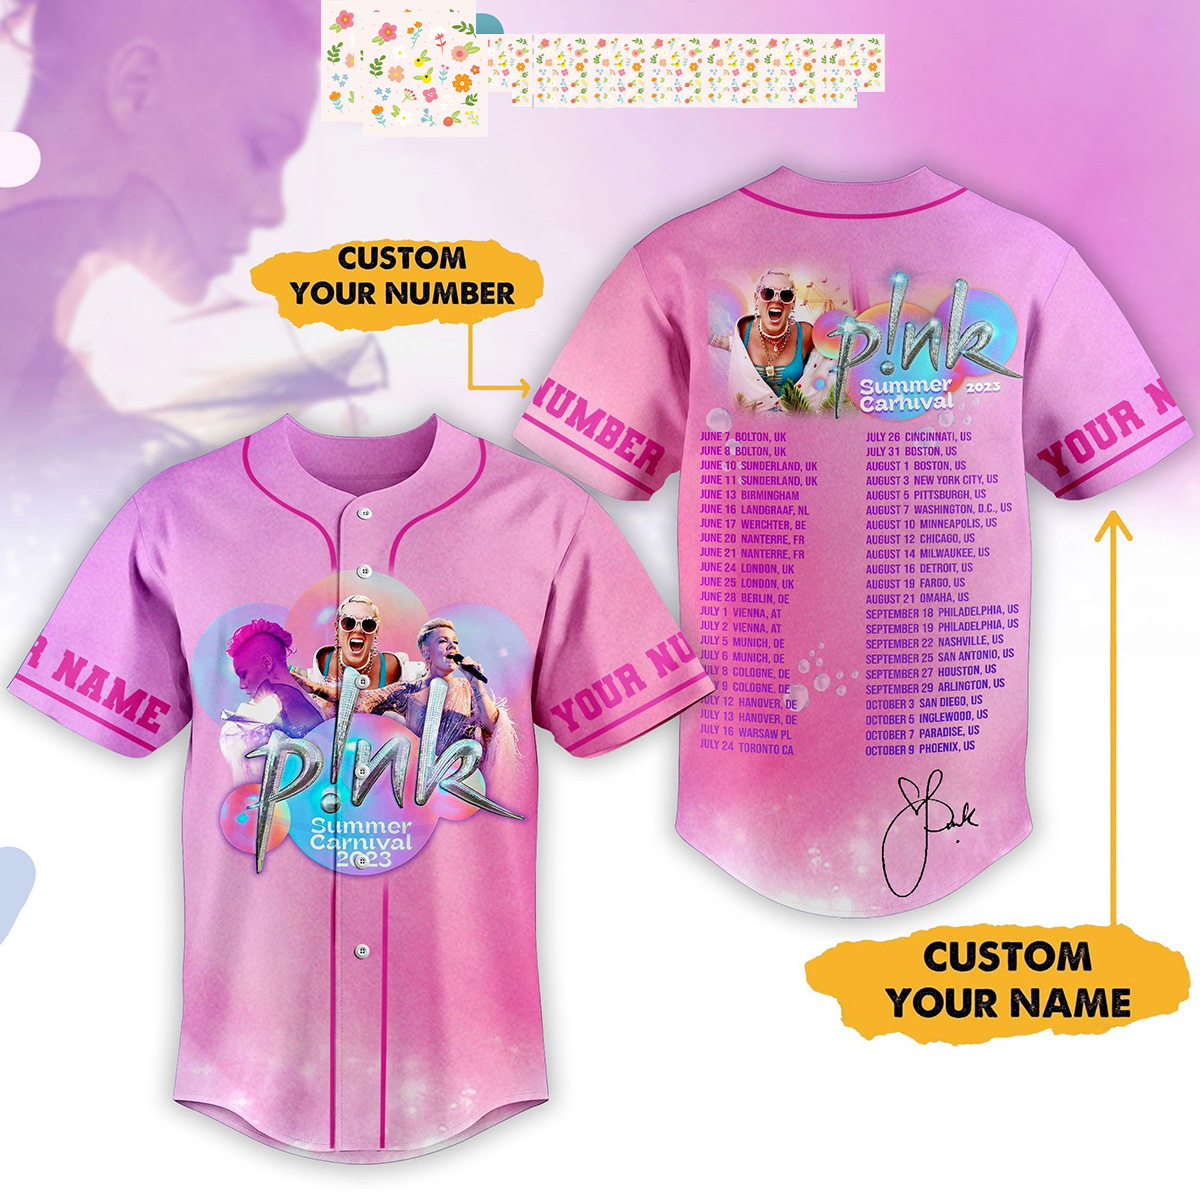 CUSTOM
YOUR NUMBER
NUMBER
YOUR N
p!nk
Summer 2023
Carnival
JUNE 7 BOLTON, UK
JUNE 8 BOLTON, UK
JUNE 10 SUNDERLAND, UK
JUNE 11 SUNDERLAND, UK
JUNE 13 BIRMINGHAM
JUNE 16 LANDGRAAF, NL
JUNE 17 WERCHTER, BE
JUNE 20 NANTERRE, FR
JUNE 21 NANTERRE, FR
JUNE 24 LONDON, UK
JUNE 25 LONDON, UK
JUNE 28 BERLIN, DE
JULY 1 VIENNA, AT
JULY 2 VIENNA, AT
JULY 5 MUNICH, DE
JULY 6 MUNICH, DE
JULY 8 COLOGNE, DE
JULY 9 COLOGNE, DE
JULY 12 HANOVER, DE
JULY 13 HANOVER, DE
JULY 16 WARSAW PL
JULY 24 TORONTO CA
JULY 26 CINCINNATI, US
JULY 31 BOSTON, US
AUGUST 1 BOSTON, US
AUGUST 3 NEW YORK CITY, US
AUGUST 5 PITTSBURGH, US
AUGUST 7 WASHINGTON, D.C., US
AUGUST 10 MINNEAPOLIS, US
AUGUST 12 CHICAGO, US
AUGUST 14 MILWAUKEE, US
AUGUST 16 DETROIT, US
AUGUST 19 FARGO, US
AUGUST 21 OMAHA, US
SEPTEMBER 18 PHILADELPHIA, US
SEPTEMBER 19 PHILADELPHIA, US
SEPTEMBER 22 NASHVILLE, US
SEPTEMBER 25 SAN ANTONIO, US
SEPTEMBER 27 HOUSTON, US
SEPTEMBER 29 ARLINGTON, US
OCTOBER 3 SAN DIEGO, US
OCTOBER 5 INGLEWOOD, US
OCTOBER 7 PARADISE, US
OCTOBER 9 PHOENIX, US
R NAME
YOUR NU
p!nk
Summer
Carnival
2023
CUSTOM
YOUR NAME